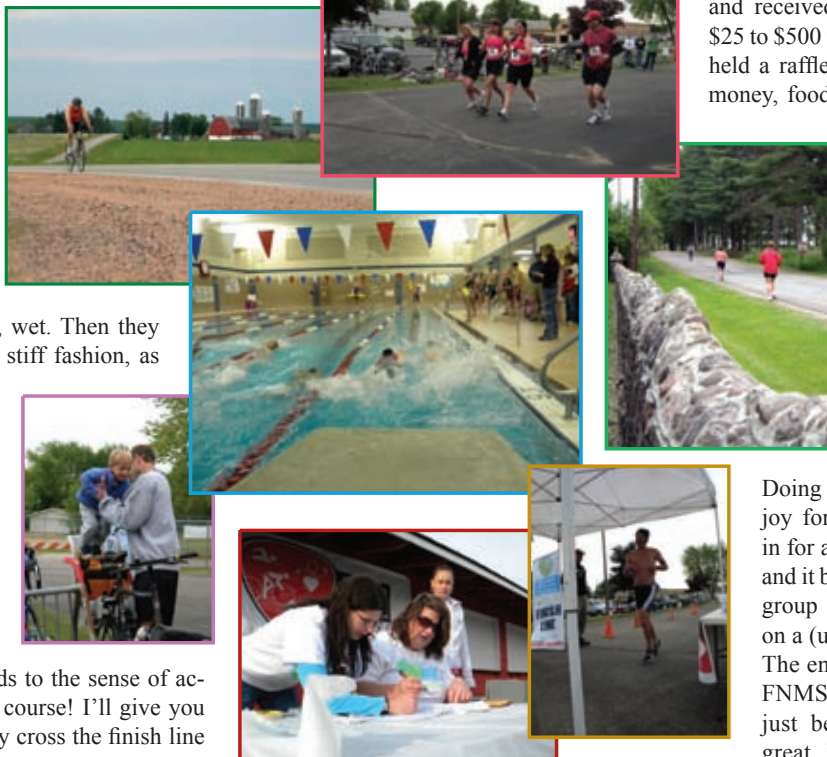 and received
$25 to $500
held a raffle
money, food
, wet. Then they
stiff fashion, as
ds to the sense of ac-
course! I'll give you
y cross the finish line
Doing
joy for
in for a
and it b
group
on a (u
The en
FNMS
just be
great
FINISH
LINE